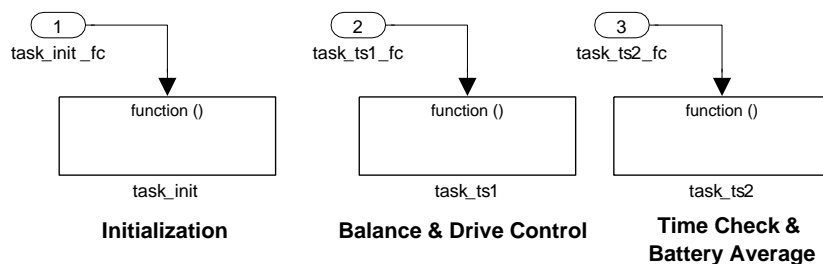 1
task_init _fc
function ()
task_init
Initialization
2
task_ts1_fc
function ()
task_ts1
Balance & Drive Control
3
task_ts2_fc
function ()
task_ts2
Time Check &
Battery Average